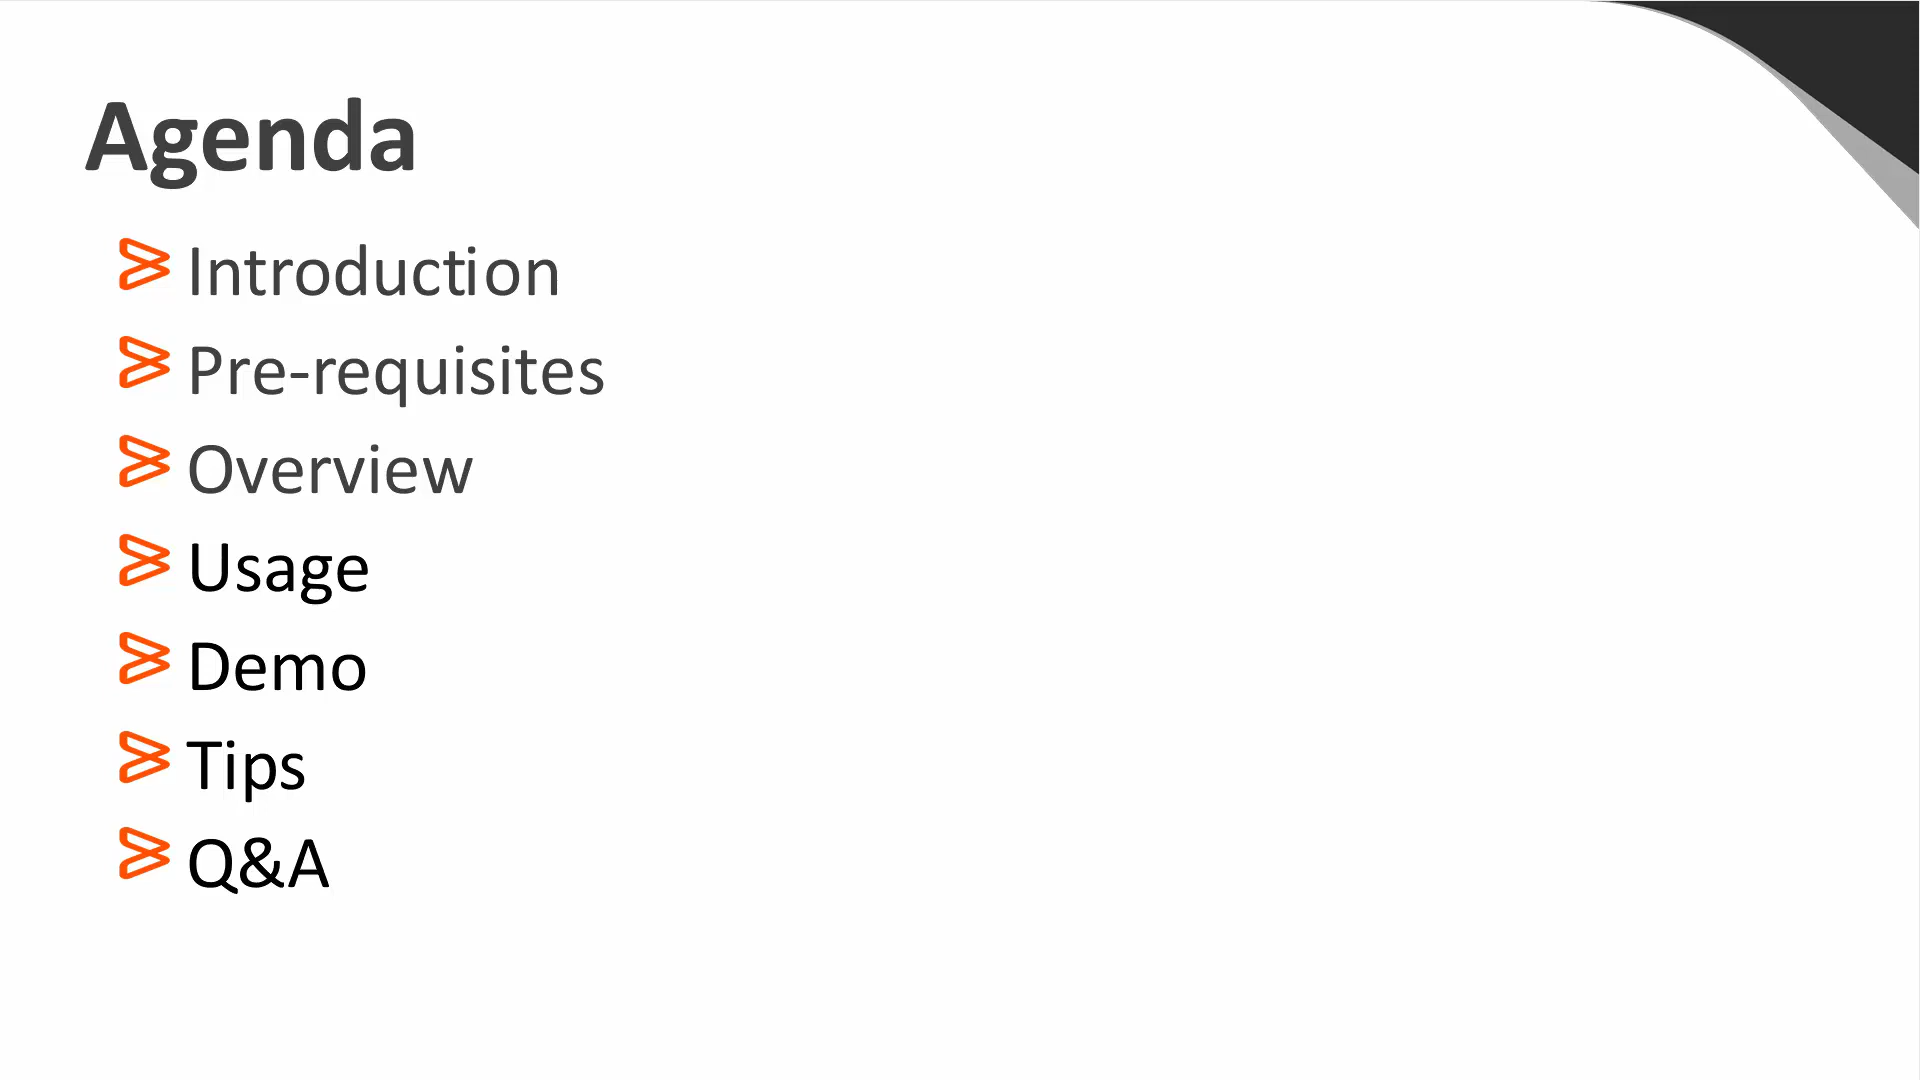 Agenda
Introduction
Pre-requisites
Overview
Usage
Demo
Tips
Q&A